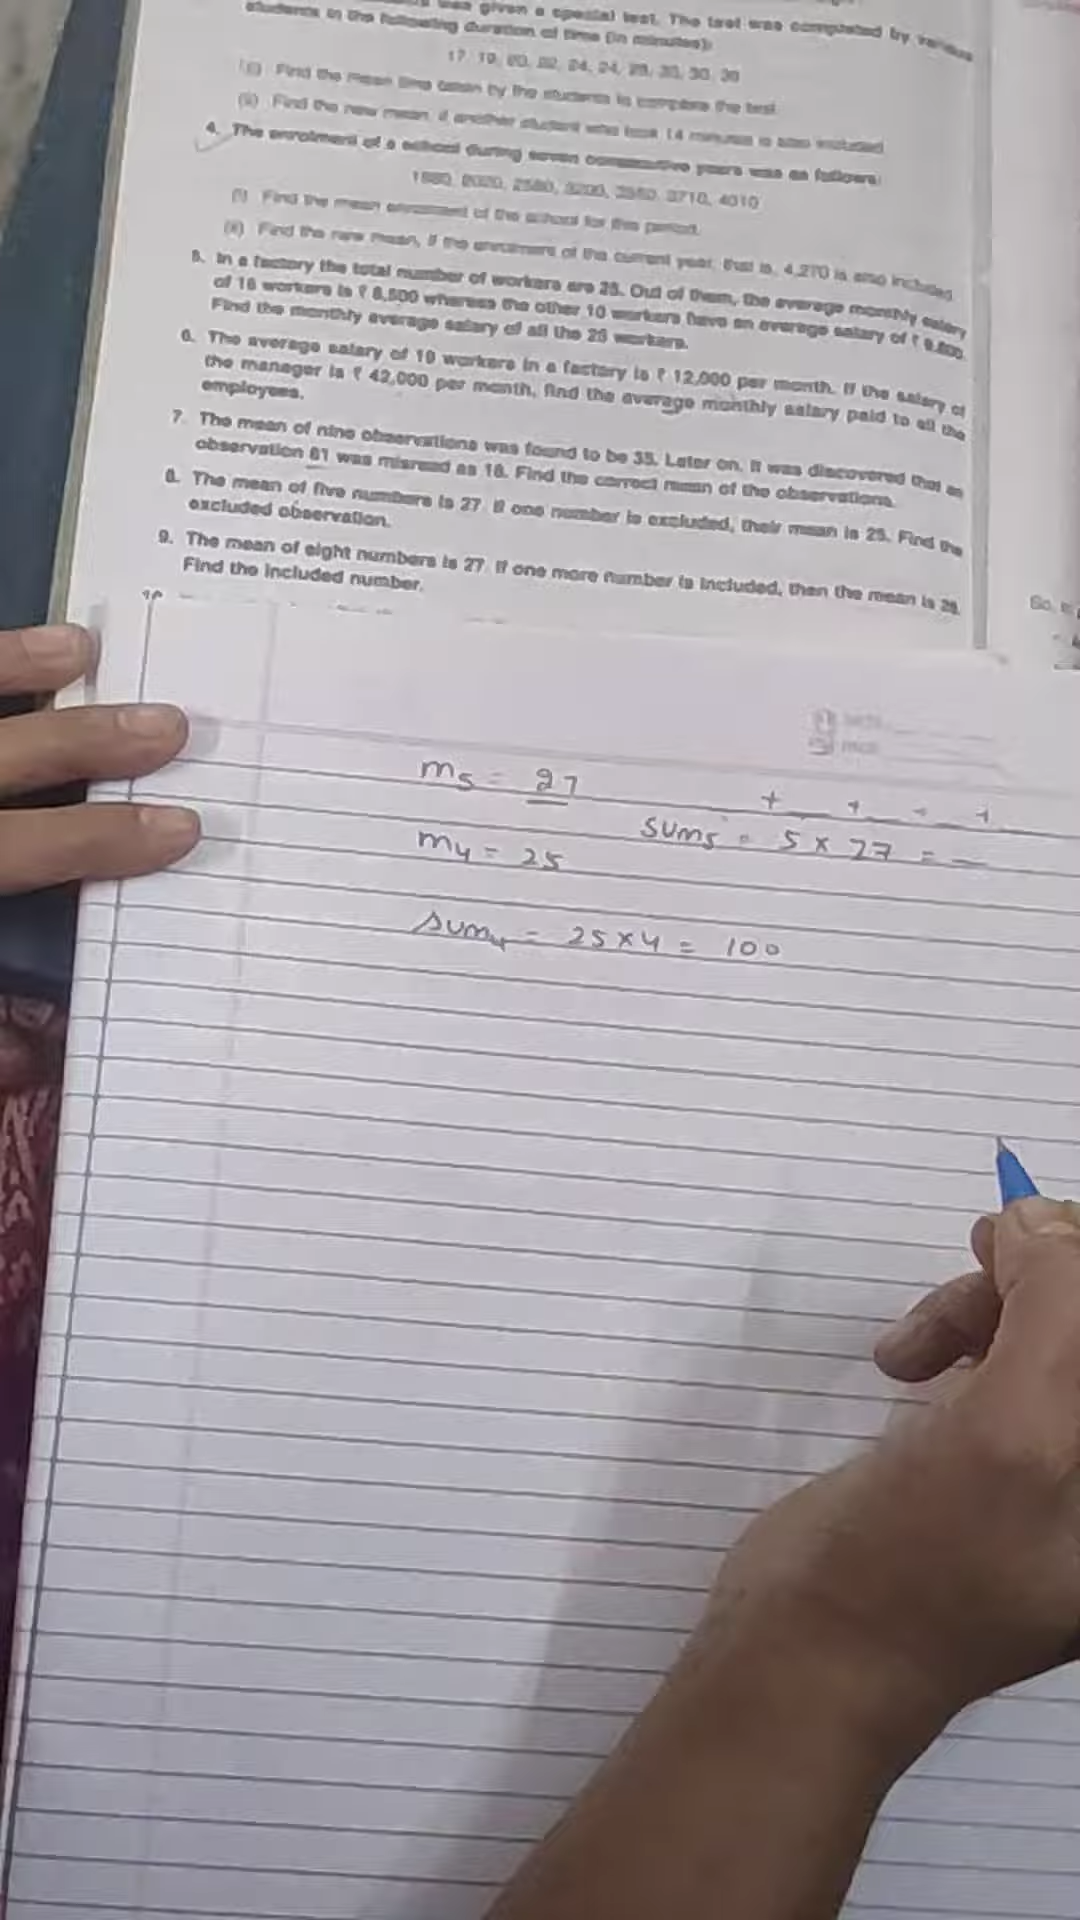 was given a special test. The test was completed by various
students in the following duration of time (in minutes):
17, 19, 20, 22, 24, 24, 28, 30, 30, 36
(i) Find the mean time taken by the students to complete the test.
(ii) Find the new mean, if another student who took 14 minutes is also included.
4. The enrolment of a school during seven consecutive years was as follows:
2020, 2580, 3200, 3710, 4010
(i) Find the mean enrolment of the school for this period.
(ii) Find the new mean, if the enrolment of the current year, that is, 4,270 is also included.
5. In a factory the total number of workers are 25. Out of them, the average monthly salary
of 15 workers is ₹ 8,500 whereas the other 10 workers have an average salary of ₹ 9,800.
Find the monthly average salary of all the 25 workers.
6. The average salary of 19 workers in a factory is ₹ 12,000 per month. If the salary of
the manager is ₹ 42,000 per month, find the average monthly salary paid to all the
employees.
7. The mean of nine observations was found to be 35. Later on, it was discovered that an
observation 81 was misread as 18. Find the correct mean of the observations.
8. The mean of five numbers is 27. If one number is excluded, their mean is 25. Find the
excluded observation.
9. The mean of eight numbers is 27. If one more number is included, then the mean is 28.
Find the included number.
So,
m5 = 27
+ + + +
sum5 = 5 x 27 = —
m4 = 25
sum4 = 25 x 4 = 100